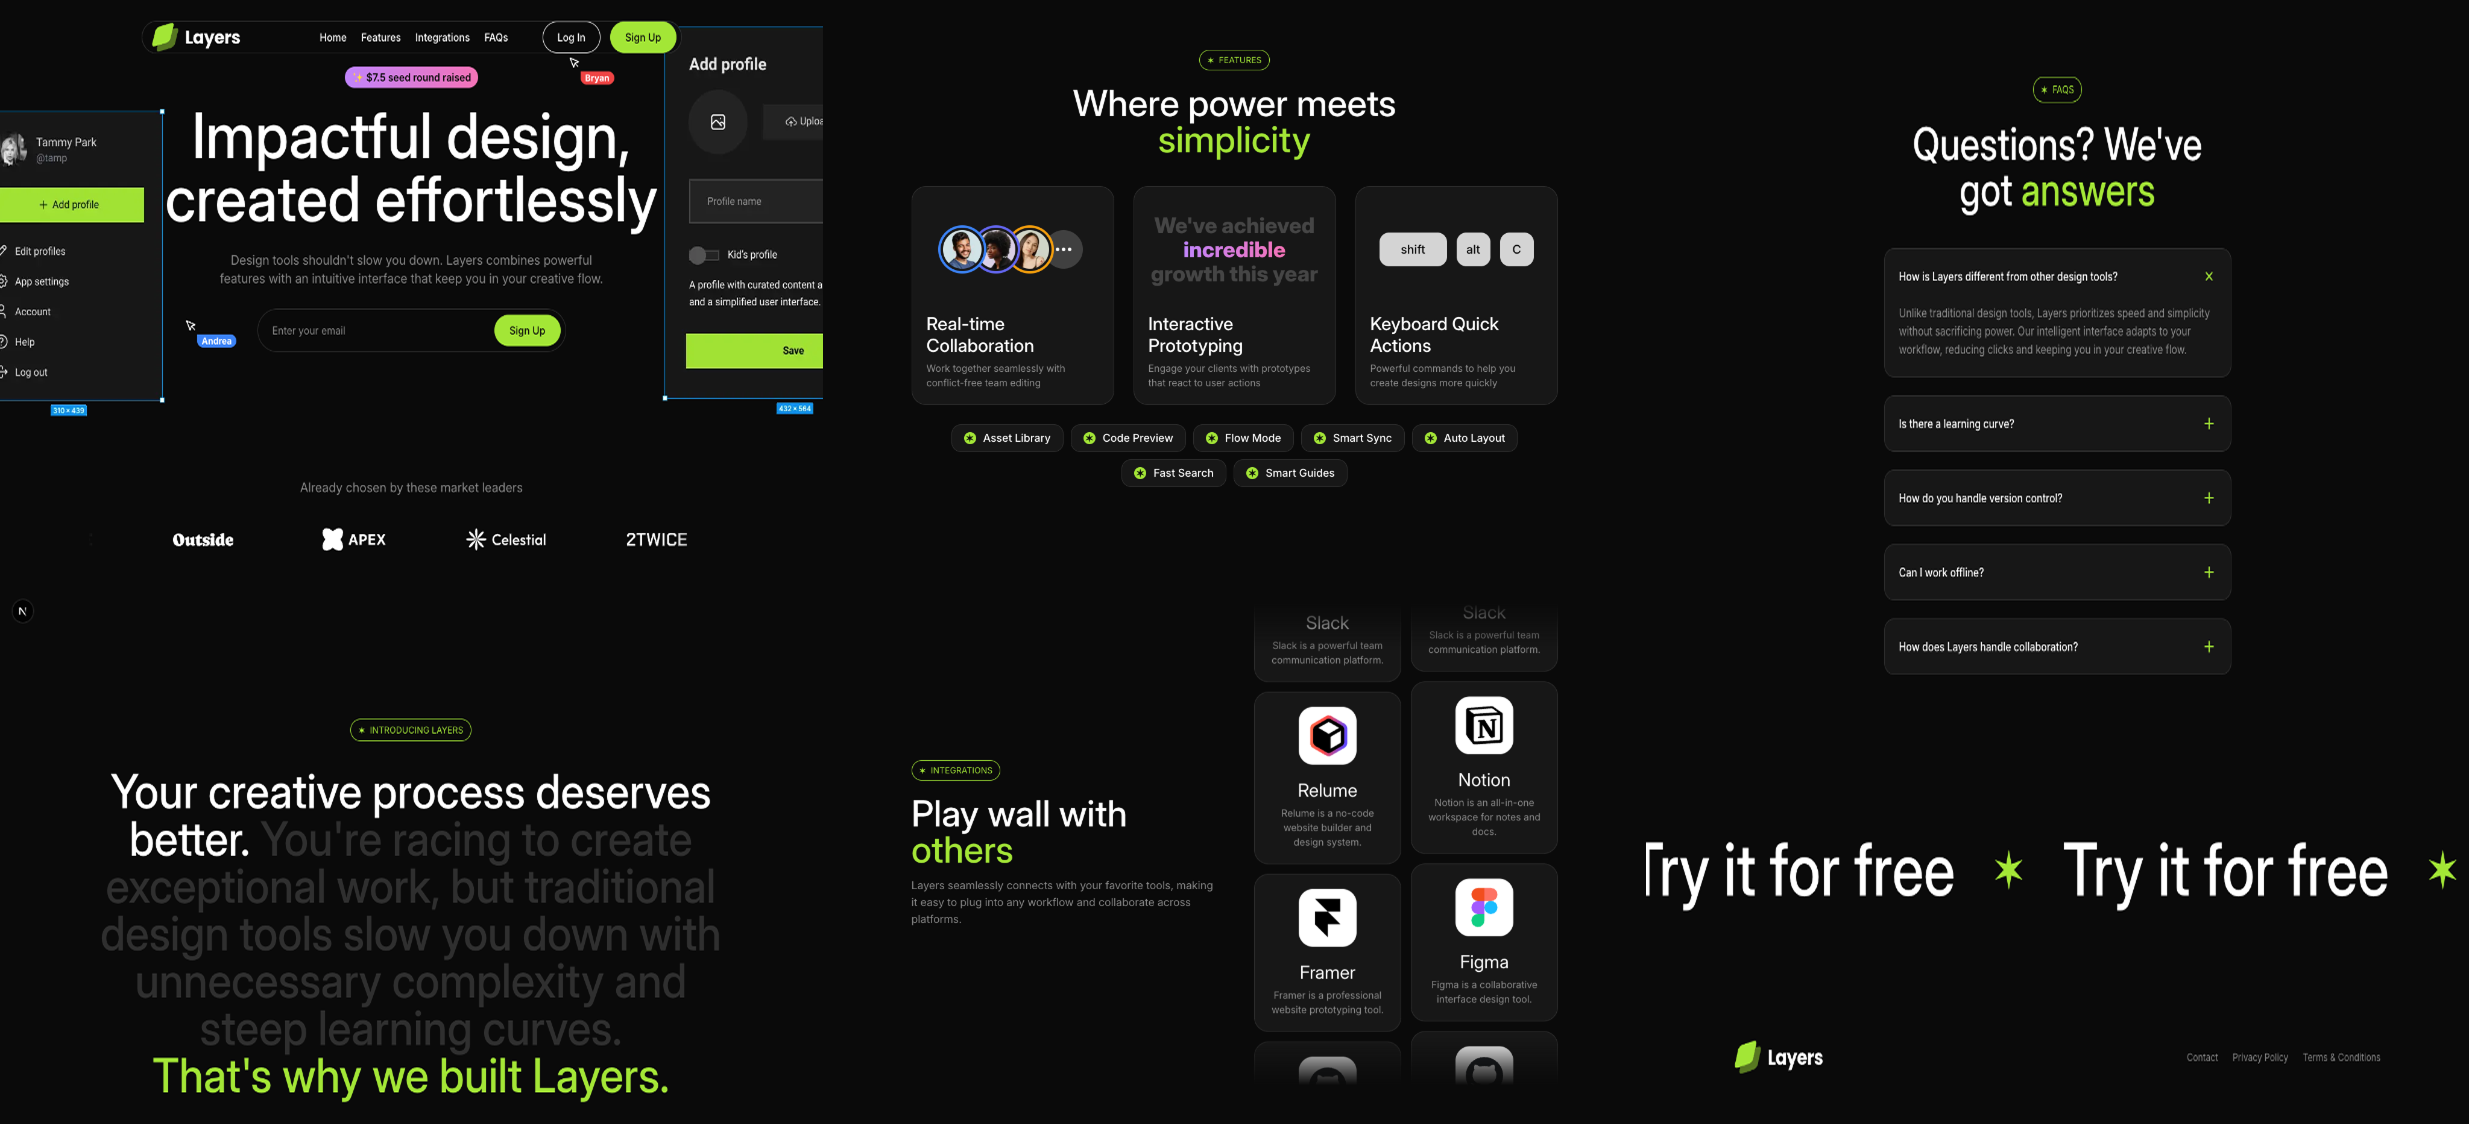 Layers
Home Features Integrations FAQs
Log In
Sign Up
✨ $7.5 seed round raised
Bryan
Impactful design,
created effortlessly
Design tools shouldn't slow you down. Layers combines powerful
features with an intuitive interface that keep you in your creative flow.
Enter your email
Sign Up
Andrea
Tammy Park
@tamp
+ Add profile
Edit profiles
App settings
Account
Help
Log out
310 × 439
Add profile
Uploa
Profile name
Kid's profile
A profile with curated content a
and a simplified user interface.
Save
432 × 564
Already chosen by these market leaders
Outside
APEX
Celestial
2TWICE
N
✶ INTRODUCING LAYERS
Your creative process deserves
better. You're racing to create
exceptional work, but traditional
design tools slow you down with
unnecessary complexity and
steep learning curves.
That's why we built Layers.
✶ FEATURES
Where power meets
simplicity
We've achieved
incredible
growth this year
shift
alt
C
Real-time
Collaboration
Work together seamlessly with
conflict-free team editing
Interactive
Prototyping
Engage your clients with prototypes
that react to user actions
Keyboard Quick
Actions
Powerful commands to help you
create designs more quickly
Asset Library
Code Preview
Flow Mode
Smart Sync
Auto Layout
Fast Search
Smart Guides
✶ INTEGRATIONS
Play wall with
others
Layers seamlessly connects with your favorite tools, making
it easy to plug into any workflow and collaborate across
platforms.
Slack
Slack is a powerful team
communication platform.
Relume
Relume is a no-code
website builder and
design system.
Framer
Framer is a professional
website prototyping tool.
Slack
Slack is a powerful team
communication platform.
Notion
Notion is an all-in-one
workspace for notes and
docs.
Figma
Figma is a collaborative
interface design tool.
✶ FAQS
Questions? We've
got answers
How is Layers different from other design tools?
Unlike traditional design tools, Layers prioritizes speed and simplicity
without sacrificing power. Our intelligent interface adapts to your
workflow, reducing clicks and keeping you in your creative flow.
Is there a learning curve?
How do you handle version control?
Can I work offline?
How does Layers handle collaboration?
Try it for free ✶ Try it for free ✶
Layers
Contact Privacy Policy Terms & Conditions